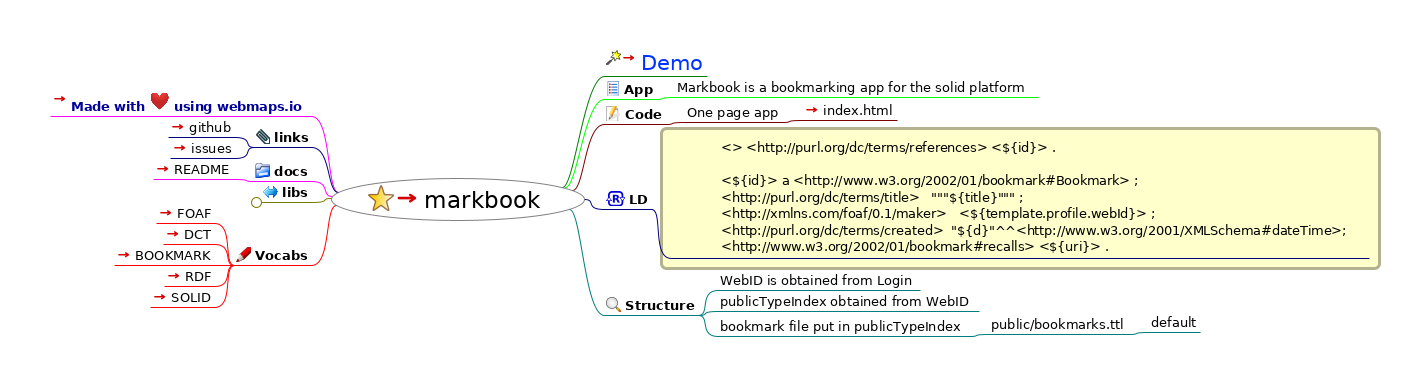 Made with using webmaps.io
links
github
issues
docs
README
libs
Vocabs
FOAF
DCT
BOOKMARK
RDF
SOLID
markbook
Demo
App
Markbook is a bookmarking app for the solid platform
Code
One page app
index.html
{R}
LD
<> <http://purl.org/dc/terms/references> <${id}> .
<${id}> a <http://www.w3.org/2002/01/bookmark#Bookmark> ;
<http://purl.org/dc/terms/title> """${title}""" ;
<http://xmlns.com/foaf/0.1/maker> <${template.profile.webId}> ;
<http://purl.org/dc/terms/created> "${d}"^^<http://www.w3.org/2001/XMLSchema#dateTime>;
<http://www.w3.org/2002/01/bookmark#recalls> <${uri}> .
Structure
WebID is obtained from Login
publicTypeIndex obtained from WebID
bookmark file put in publicTypeIndex
public/bookmarks.ttl
default